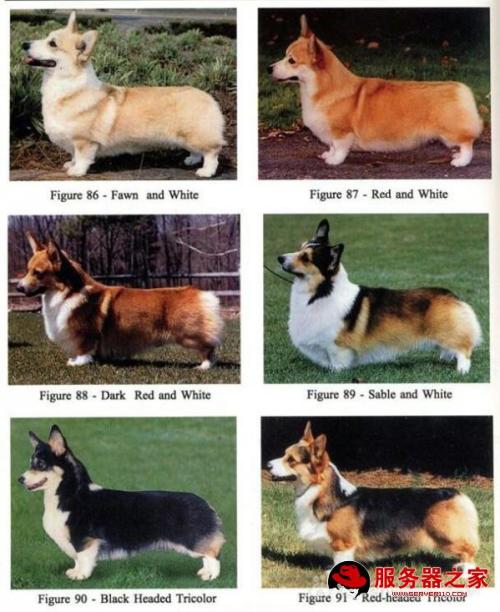 Figure 86 - Fawn and White
Figure 87 - Red and White
Figure 88 - Dark Red and White
Figure 89 - Sable and White
Figure 90 - Black Headed Tricolor
Figure 91 - Red-headed Tricolor
服务器之家
WWW.SERVER110.COM